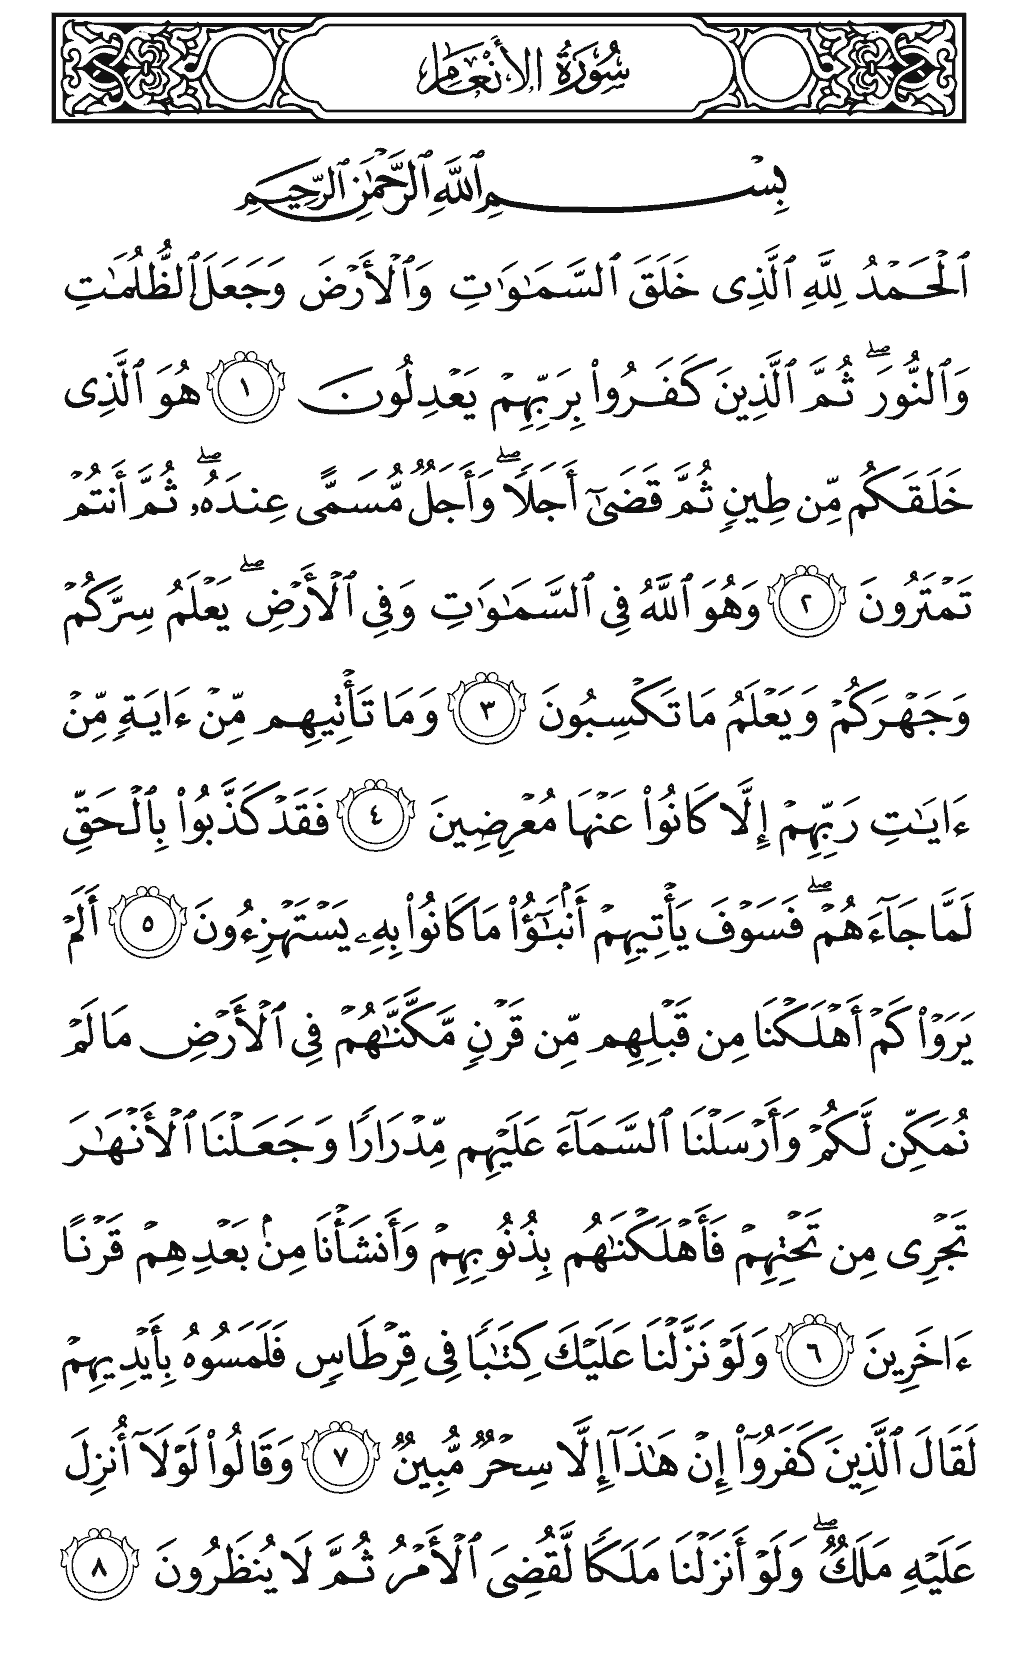 سُورَةُ الأَنْعَامِ
بِسْمِ ٱللَّهِ ٱلرَّحْمَٰنِ ٱلرَّحِيمِ
ٱلْحَمْدُ لِلَّهِ ٱلَّذِى خَلَقَ ٱلسَّمَٰوَٰتِ وَٱلْأَرْضَ وَجَعَلَ ٱلظُّلُمَٰتِ
وَٱلنُّورَ ۖ ثُمَّ ٱلَّذِينَ كَفَرُوا۟ بِرَبِّهِمْ يَعْدِلُونَ ١ هُوَ ٱلَّذِى
خَلَقَكُم مِّن طِينٍ ثُمَّ قَضَىٰٓ أَجَلًا ۖ وَأَجَلٌ مُّسَمًّى عِندَهُۥ ۖ ثُمَّ أَنتُمْ
تَمْتَرُونَ ٢ وَهُوَ ٱللَّهُ فِى ٱلسَّمَٰوَٰتِ وَفِى ٱلْأَرْضِ ۖ يَعْلَمُ سِرَّكُمْ
وَجَهْرَكُمْ وَيَعْلَمُ مَا تَكْسِبُونَ ٣ وَمَا تَأْتِيهِم مِّنْ ءَايَةٍ مِّنْ
ءَايَٰتِ رَبِّهِمْ إِلَّا كَانُوا۟ عَنْهَا مُعْرِضِينَ ٤ فَقَدْ كَذَّبُوا۟ بِٱلْحَقِّ
لَمَّا جَآءَهُمْ ۖ فَسَوْفَ يَأْتِيهِمْ أَنۢبَٰٓؤُا۟ مَا كَانُوا۟ بِهِۦ يَسْتَهْزِءُونَ ٥ أَلَمْ
يَرَوْا۟ كَمْ أَهْلَكْنَا مِن قَبْلِهِم مِّن قَرْنٍ مَّكَّنَّٰهُمْ فِى ٱلْأَرْضِ مَا لَمْ
نُمَكِّن لَّكُمْ وَأَرْسَلْنَا ٱلسَّمَآءَ عَلَيْهِم مِّدْرَارًا وَجَعَلْنَا ٱلْأَنْهَٰرَ
تَجْرِى مِن تَحْتِهِمْ فَأَهْلَكْنَٰهُم بِذُنُوبِهِمْ وَأَنشَأْنَا مِنۢ بَعْدِهِمْ قَرْنًا
ءَاخَرِينَ ٦ وَلَوْ نَزَّلْنَا عَلَيْكَ كِتَٰبًا فِى قِرْطَاسٍ فَلَمَسُوهُ بِأَيْدِيهِمْ
لَقَالَ ٱلَّذِينَ كَفَرُوٓا۟ إِنْ هَٰذَآ إِلَّا سِحْرٌ مُّبِينٌ ٧ وَقَالُوا۟ لَوْلَآ أُنزِلَ
عَلَيْهِ مَلَكٌ ۖ وَلَوْ أَنزَلْنَا مَلَكًا لَّقُضِىَ ٱلْأَمْرُ ثُمَّ لَا يُنظَرُونَ ٨